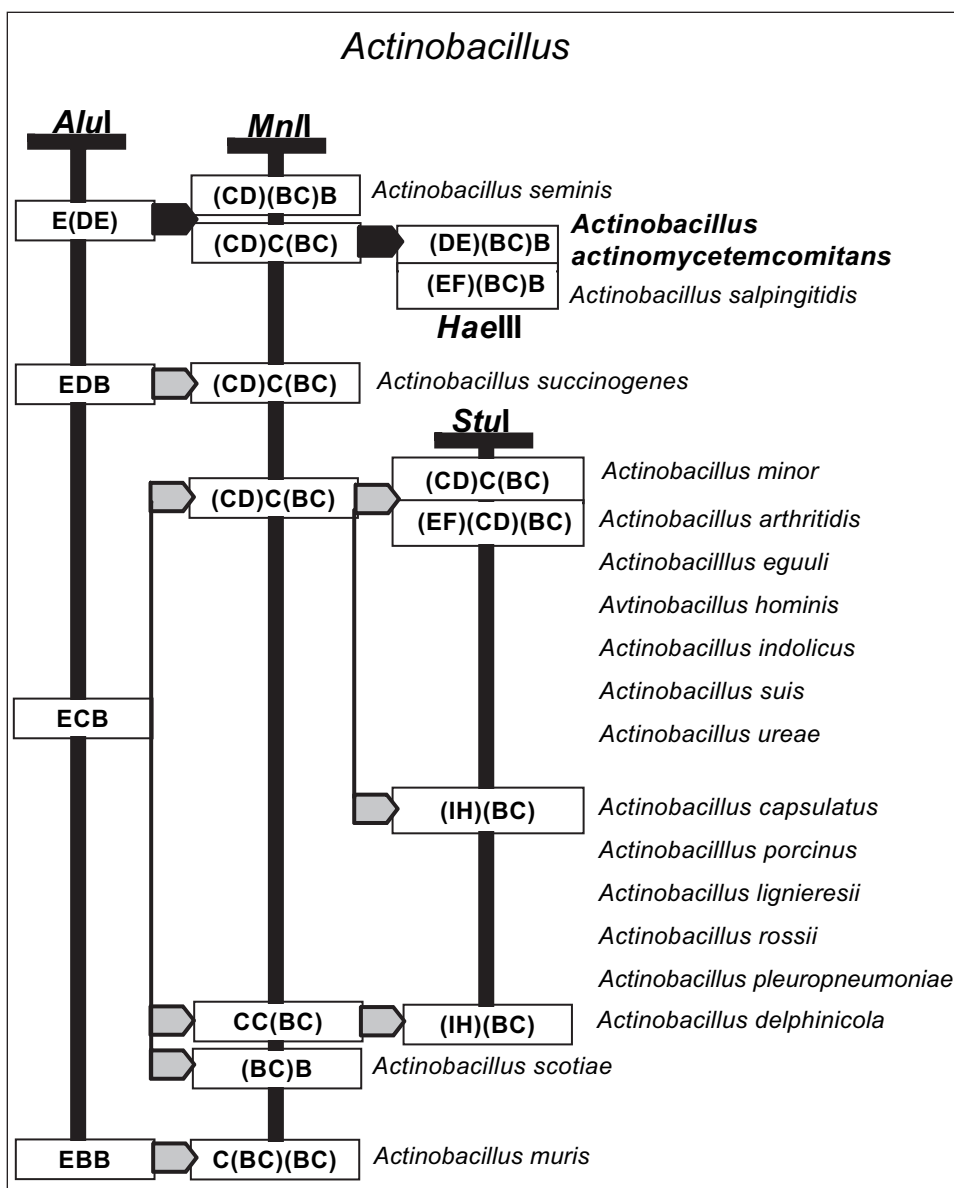 Actinobacillus
AluI
MnlI
(CD)(BC)B
Actinobacillus seminis
E(DE)
(CD)C(BC)
(DE)(BC)B
Actinobacillus
actinomycetemcomitans
(EF)(BC)B
Actinobacillus salpingitidis
HaeIII
EDB
(CD)C(BC)
Actinobacillus succinogenes
StuI
(CD)C(BC)
(CD)C(BC)
Actinobacillus minor
(EF)(CD)(BC)
Actinobacillus arthritidis
Actinobacilllus eguuli
Avtinobacillus hominis
Actinobacillus indolicus
Actinobacillus suis
Actinobacillus ureae
ECB
(IH)(BC)
Actinobacillus capsulatus
Actinobacilllus porcinus
Actinobacillus lignieresii
Actinobacillus rossii
Actinobacillus pleuropneumoniae
CC(BC)
(IH)(BC)
Actinobacillus delphinicola
(BC)B
Actinobacillus scotiae
EBB
C(BC)(BC)
Actinobacillus muris